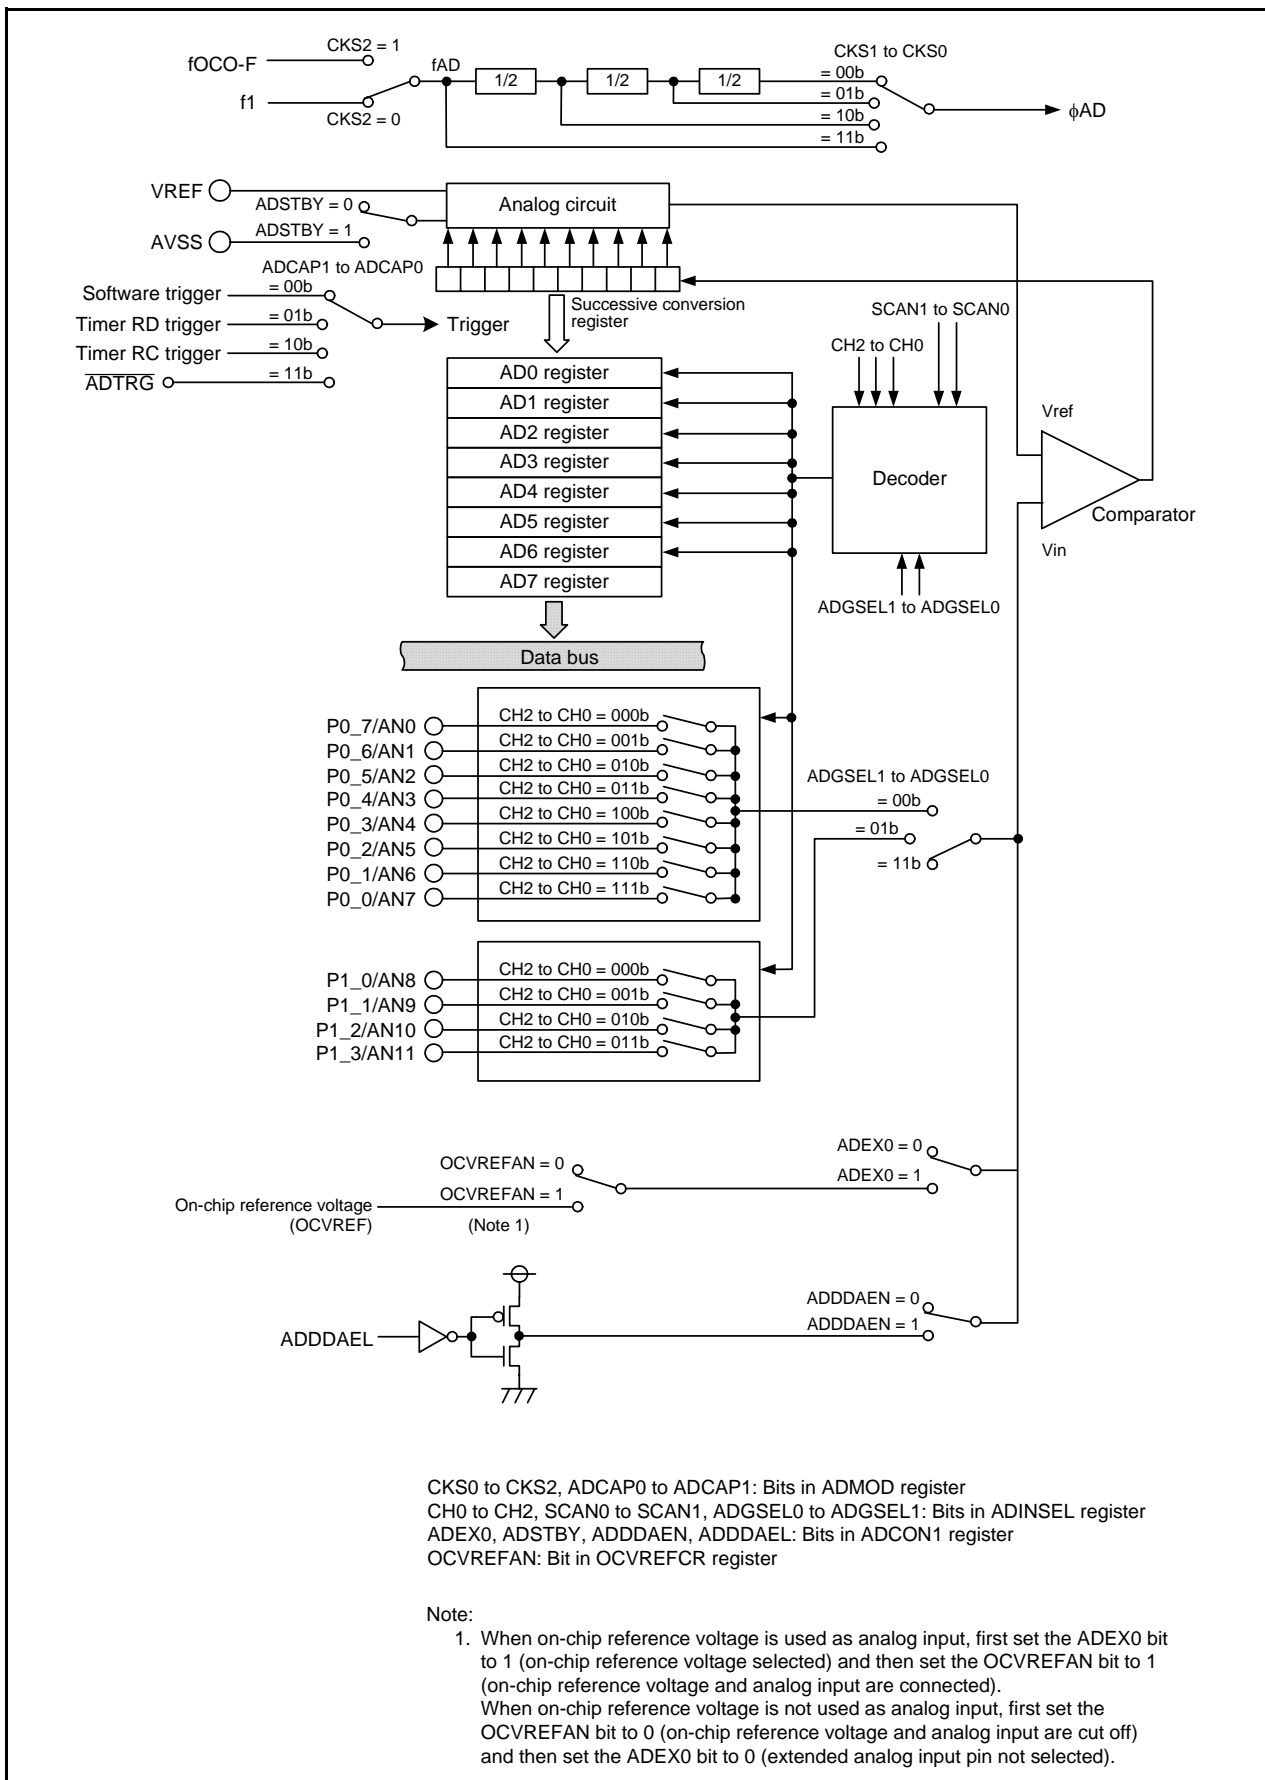 CKS2 = 1
fOCO-F
fAD
f1
CKS2 = 0
1/2
1/2
1/2
CKS1 to CKS0
= 00b
= 01b
= 10b
= 11b
ϕAD
VREF
ADSTBY = 0
AVSS
ADSTBY = 1
Analog circuit
ADCAP1 to ADCAP0
Software trigger
= 00b
Timer RD trigger
= 01b
Timer RC trigger
= 10b
ADTRG
= 11b
Trigger
Successive conversion
register
SCAN1 to SCAN0
CH2 to CH0
AD0 register
AD1 register
AD2 register
AD3 register
AD4 register
AD5 register
AD6 register
AD7 register
Decoder
Vref
Comparator
Vin
ADGSEL1 to ADGSEL0
Data bus
P0_7/AN0
CH2 to CH0 = 000b
P0_6/AN1
CH2 to CH0 = 001b
P0_5/AN2
CH2 to CH0 = 010b
P0_4/AN3
CH2 to CH0 = 011b
P0_3/AN4
CH2 to CH0 = 100b
P0_2/AN5
CH2 to CH0 = 101b
P0_1/AN6
CH2 to CH0 = 110b
P0_0/AN7
CH2 to CH0 = 111b
ADGSEL1 to ADGSEL0
= 00b
= 01b
= 11b
P1_0/AN8
CH2 to CH0 = 000b
P1_1/AN9
CH2 to CH0 = 001b
P1_2/AN10
CH2 to CH0 = 010b
P1_3/AN11
CH2 to CH0 = 011b
OCVREFAN = 0
OCVREFAN = 1
On-chip reference voltage
(OCVREF)
(Note 1)
ADEX0 = 0
ADEX0 = 1
ADDDAEL
ADDDAEN = 0
ADDDAEN = 1
CKS0 to CKS2, ADCAP0 to ADCAP1: Bits in ADMOD register
CH0 to CH2, SCAN0 to SCAN1, ADGSEL0 to ADGSEL1: Bits in ADINSEL register
ADEX0, ADSTBY, ADDDAEN, ADDDAEL: Bits in ADCON1 register
OCVREFAN: Bit in OCVREFCR register
Note:
1. When on-chip reference voltage is used as analog input, first set the ADEX0 bit
to 1 (on-chip reference voltage selected) and then set the OCVREFAN bit to 1
(on-chip reference voltage and analog input are connected).
When on-chip reference voltage is not used as analog input, first set the
OCVREFAN bit to 0 (on-chip reference voltage and analog input are cut off)
and then set the ADEX0 bit to 0 (extended analog input pin not selected).